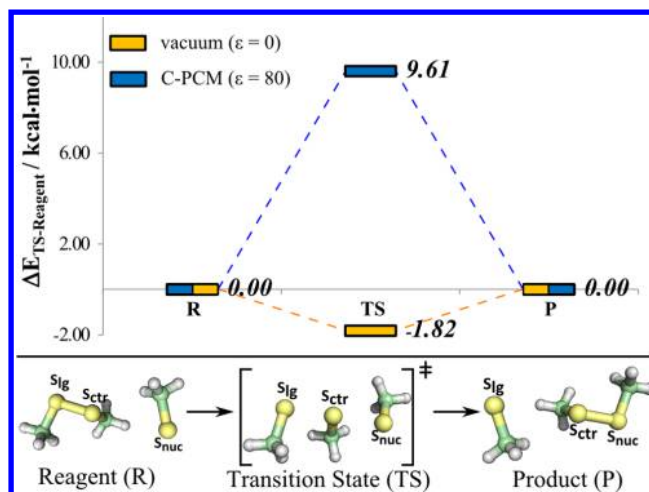 vacuum (ε = 0)
C-PCM (ε = 80)
ΔE_TS-Reagent / kcal·mol⁻¹
10.00
6.00
2.00
-2.00
9.61
0.00
0.00
-1.82
R
TS
P
S_lg
S_ctr
S_nuc
S_lg
S_ctr
S_nuc
‡
S_lg
S_ctr
S_nuc
Reagent (R)
Transition State (TS)
Product (P)